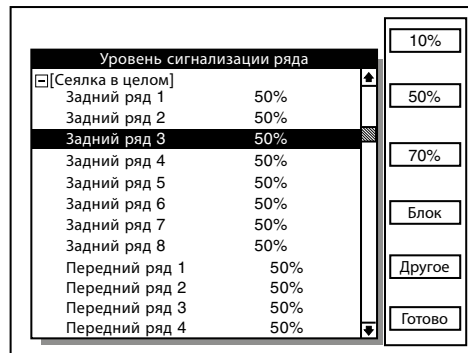 Уровень сигнализации ряда
[Сеялка в целом]
Задний ряд 1 50%
Задний ряд 2 50%
Задний ряд 3 50%
Задний ряд 4 50%
Задний ряд 5 50%
Задний ряд 6 50%
Задний ряд 7 50%
Задний ряд 8 50%
Передний ряд 1 50%
Передний ряд 2 50%
Передний ряд 3 50%
Передний ряд 4 50%
10%
50%
70%
Блок
Другое
Готово